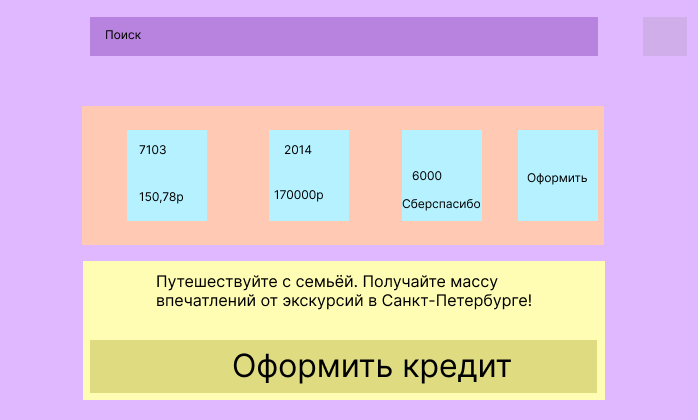 Поиск
7103
150,78р
2014
170000р
6000
Сберспасибо
Оформить
Путешествуйте с семьёй. Получайте массу
впечатлений от экскурсий в Санкт-Петербурге!
Оформить кредит